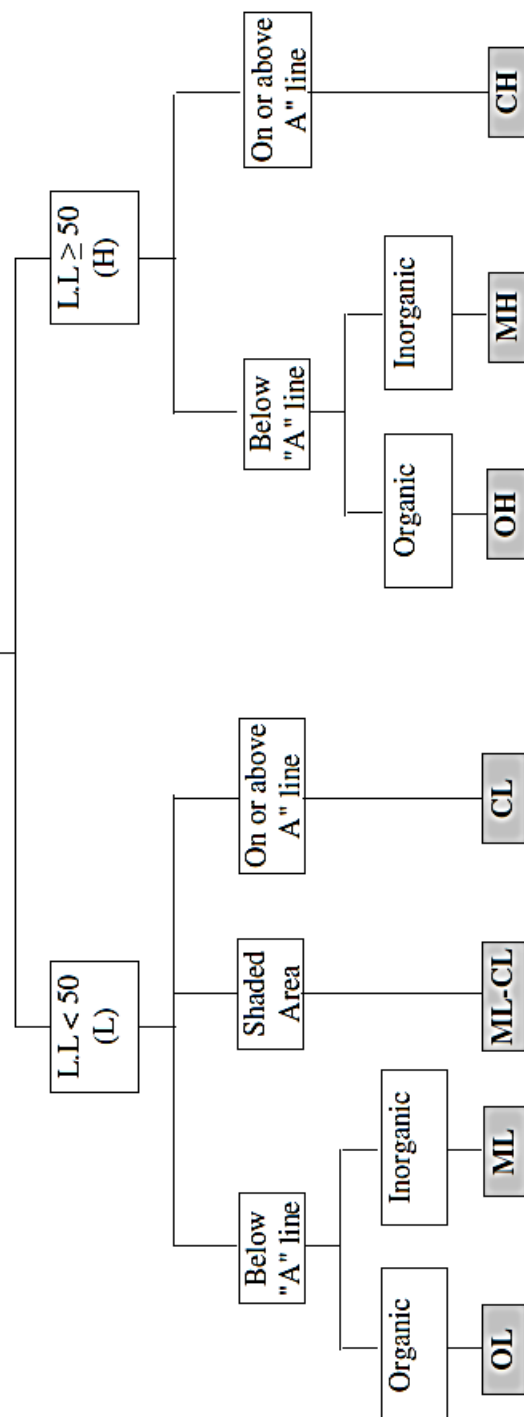 L.L < 50
(L)
L.L ≥ 50
(H)
Below
"A" line
Shaded
Area
On or above
A" line
Below
"A" line
On or above
A" line
Organic
Inorganic
Organic
Inorganic
OL
ML
ML-CL
CL
OH
MH
CH